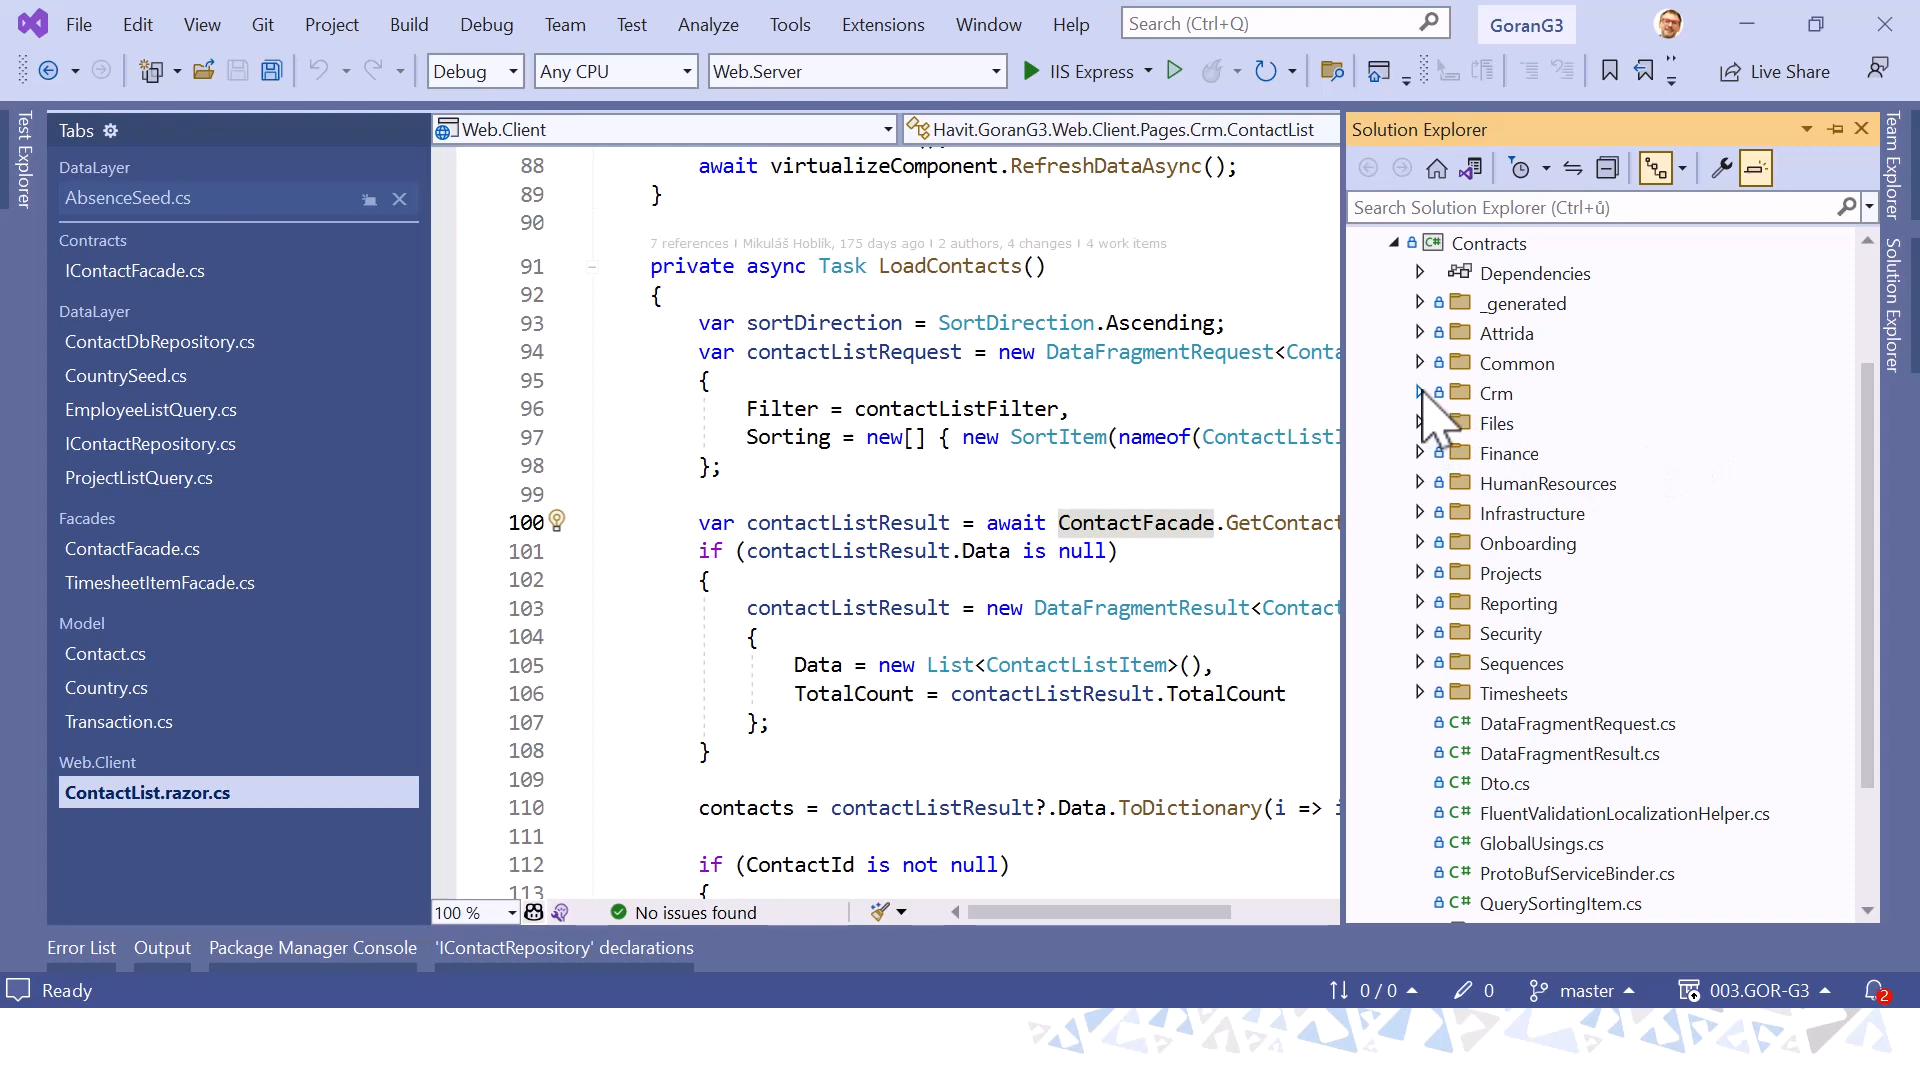 File Edit View Git Project Build Debug Team Test Analyze Tools Extensions Window Help Search (Ctrl+Q) GoranG3
Debug Any CPU Web.Server IIS Express Live Share
Test Explorer
Tabs
DataLayer
AbsenceSeed.cs
Contracts
IContactFacade.cs
DataLayer
ContactDbRepository.cs
CountrySeed.cs
EmployeeListQuery.cs
IContactRepository.cs
ProjectListQuery.cs
Facades
ContactFacade.cs
TimesheetItemFacade.cs
Model
Contact.cs
Country.cs
Transaction.cs
Web.Client
ContactList.razor.cs
Web.Client Havit.GoranG3.Web.Client.Pages.Crm.ContactList
88 await virtualizeComponent.RefreshDataAsync();
89 }
90
7 references | Mikuláš Hoblík, 175 days ago | 2 authors, 4 changes | 4 work items
91 private async Task LoadContacts()
92 {
93 var sortDirection = SortDirection.Ascending;
94 var contactListRequest = new DataFragmentRequest<Conta
95 {
96 Filter = contactListFilter,
97 Sorting = new[] { new SortItem(nameof(ContactListI
98 };
99
100 var contactListResult = await ContactFacade.GetContact
101 if (contactListResult.Data is null)
102 {
103 contactListResult = new DataFragmentResult<Contact
104 {
105 Data = new List<ContactListItem>(),
106 TotalCount = contactListResult.TotalCount
107 };
108 }
109
110 contacts = contactListResult?.Data.ToDictionary(i => i
111
112 if (ContactId is not null)
113 {
100 % No issues found
Solution Explorer
Search Solution Explorer (Ctrl+ů)
Contracts
Dependencies
_generated
Attrida
Common
Crm
Files
Finance
HumanResources
Infrastructure
Onboarding
Projects
Reporting
Security
Sequences
Timesheets
C# DataFragmentRequest.cs
C# DataFragmentResult.cs
C# Dto.cs
C# FluentValidationLocalizationHelper.cs
C# GlobalUsings.cs
C# ProtoBufServiceBinder.cs
C# QuerySortingItem.cs
Team Explorer
Solution Explorer
Error List Output Package Manager Console 'IContactRepository' declarations
Ready 0 / 0 0 master 003.GOR-G3 2